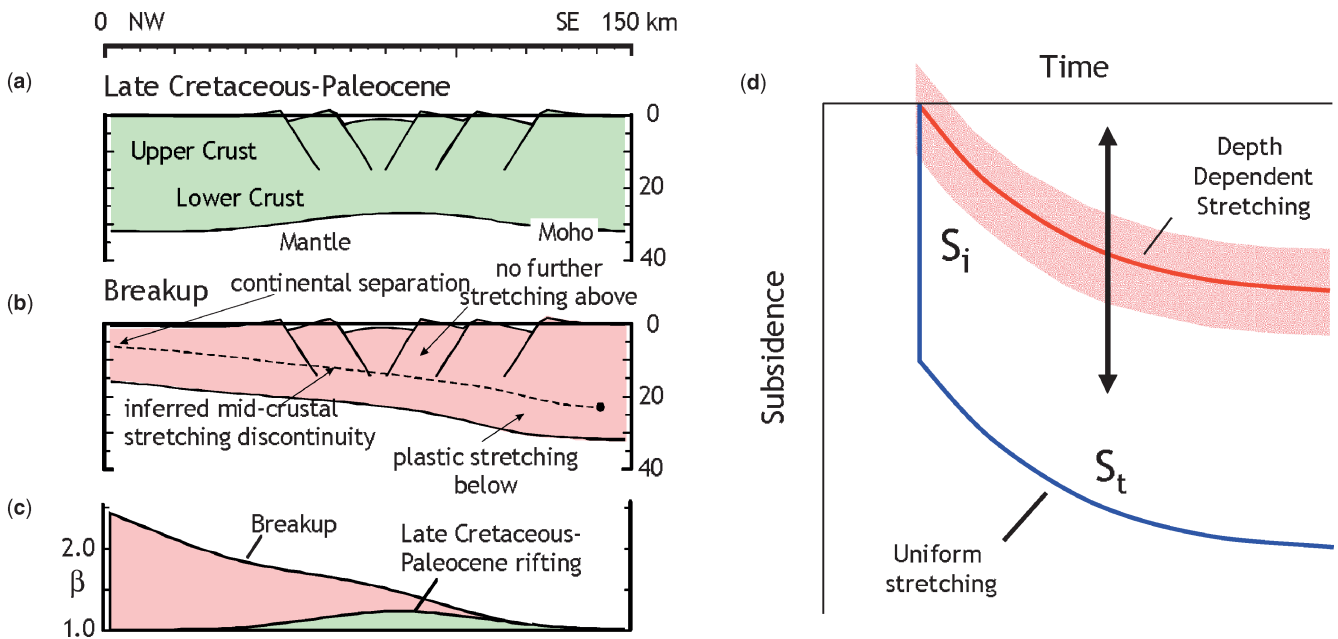 0 NW SE 150 km
(a)
Late Cretaceous-Paleocene
0
Upper Crust
20
Lower Crust
Mantle
Moho
40
(b)
Breakup
continental separation
no further
stretching above
0
20
inferred mid-crustal
stretching discontinuity
plastic stretching
below
40
(c)
Breakup
Late Cretaceous-
Paleocene rifting
2.0
β
1.0
(d)
Time
Depth
Dependent
Stretching
Si
Subsidence
St
Uniform
stretching